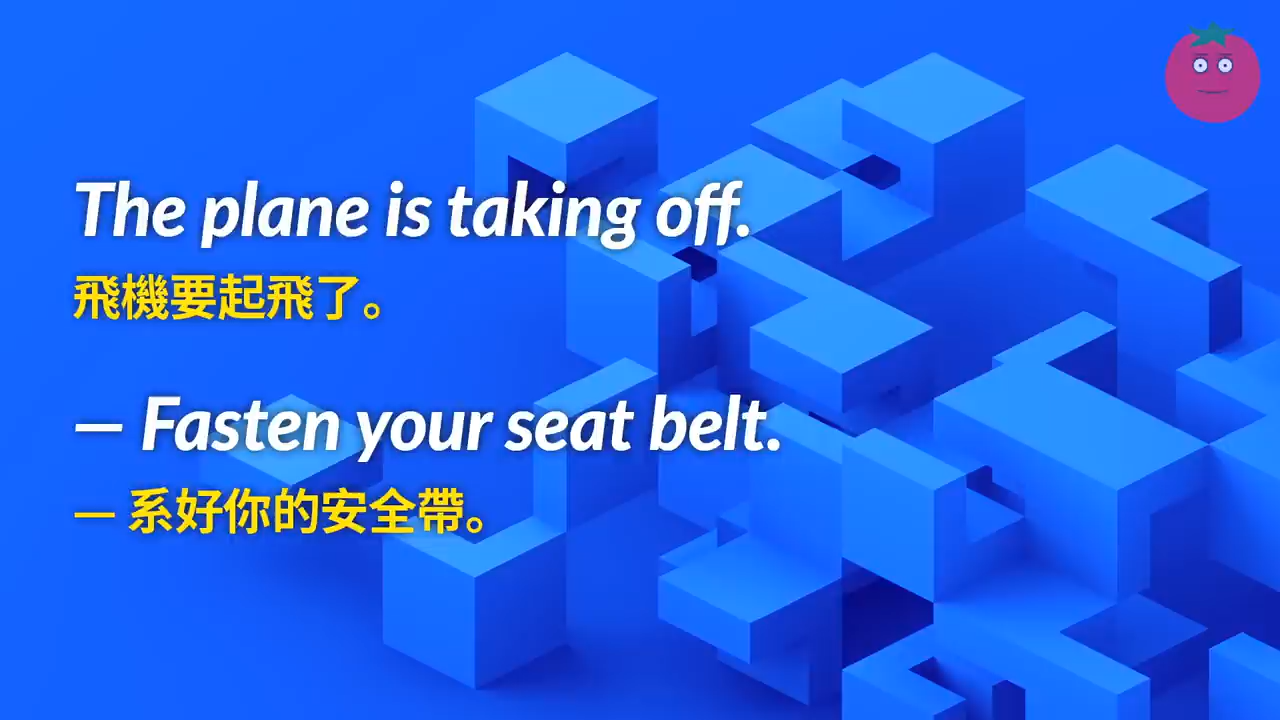 The plane is taking off.
飛機要起飛了。
— Fasten your seat belt.
— 系好你的安全帶。